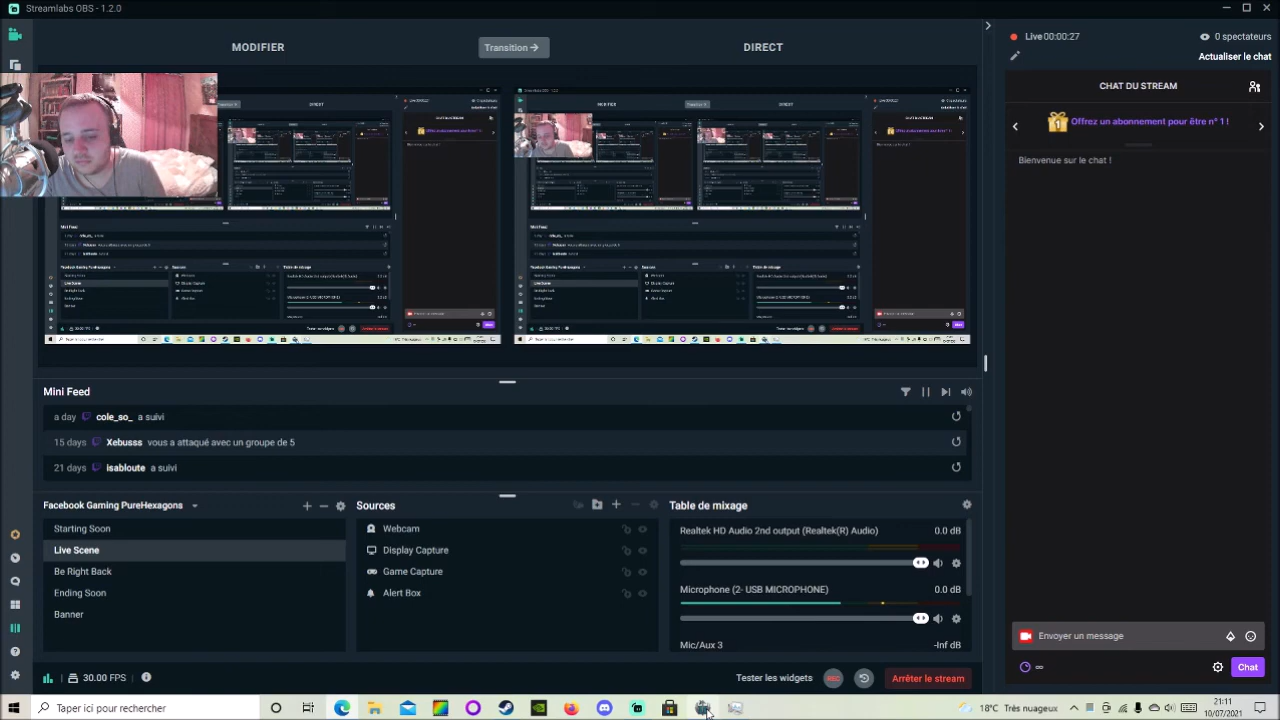 Streamlabs OBS - 1.2.0
MODIFIER
Transition
DIRECT
Live 00:00:27
0 spectateurs
Actualiser le chat
CHAT DU STREAM
Offrez un abonnement pour être n° 1 !
Bienvenue sur le chat !
Mini Feed
a day cole_so_ a suivi
15 days Xebusss vous a attaqué avec un groupe de 5
21 days isabloute a suivi
Facebook Gaming PureHexagons
Starting Soon
Live Scene
Be Right Back
Ending Soon
Banner
Sources
Webcam
Display Capture
Game Capture
Alert Box
Table de mixage
Realtek HD Audio 2nd output (Realtek(R) Audio) 0.0 dB
Microphone (2- USB MICROPHONE) 0.0 dB
Mic/Aux 3 -Inf dB
Envoyer un message
Chat
30.00 FPS
Tester les widgets
REC
Arrêter le stream
Taper ici pour rechercher
18°C Très nuageux
21:11
10/07/2021